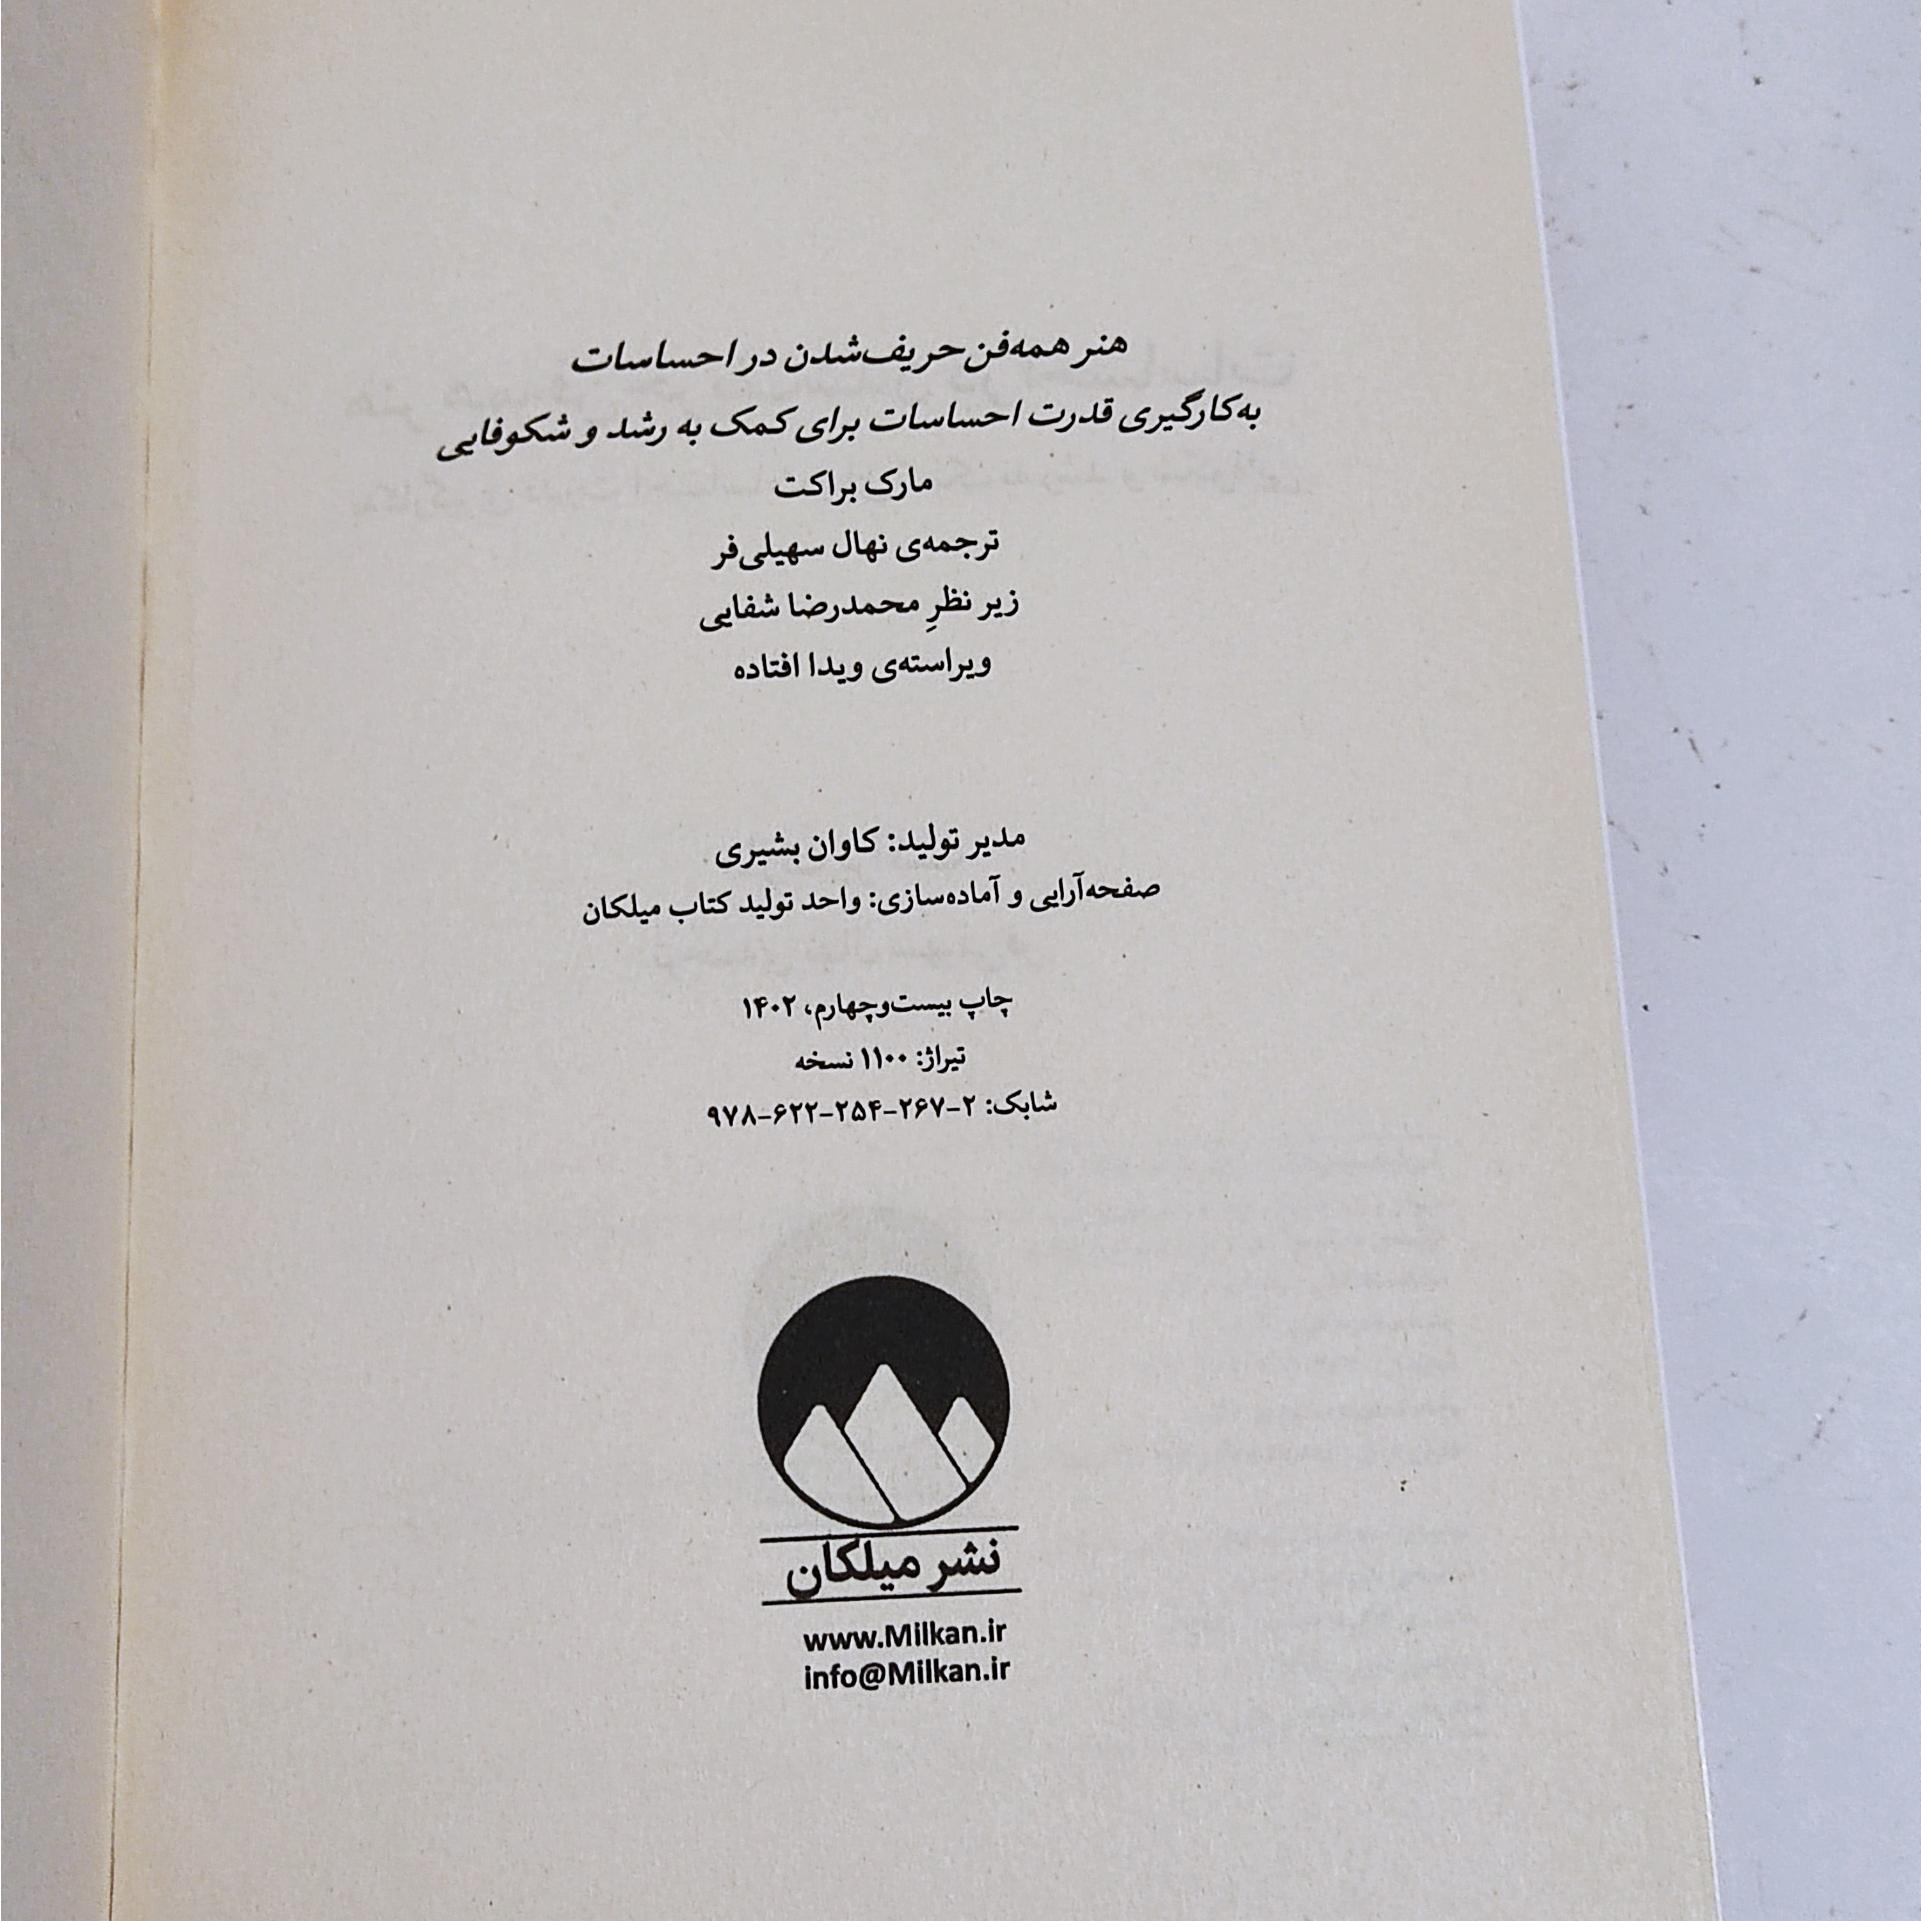 هنر همه‌فن حریف‌شدن در احساسات
به‌کارگیری قدرت احساسات برای کمک به رشد و شکوفایی
مارک براکت
ترجمه‌ی نهال سهیلی‌فر
زیر نظرِ محمدرضا شفایی
ویراسته‌ی ویدا افتاده
مدیر تولید: کاوان بشیری
صفحه‌آرایی و آماده‌سازی: واحد تولید کتاب میلکان
چاپ بیست‌وچهارم، ۱۴۰۲
تیراژ: ۱۱۰۰ نسخه
شابک: ۲-۲۶۷-۲۵۴-۶۲۲-۹۷۸
نشر میلکان
www.Milkan.ir
info@Milkan.ir